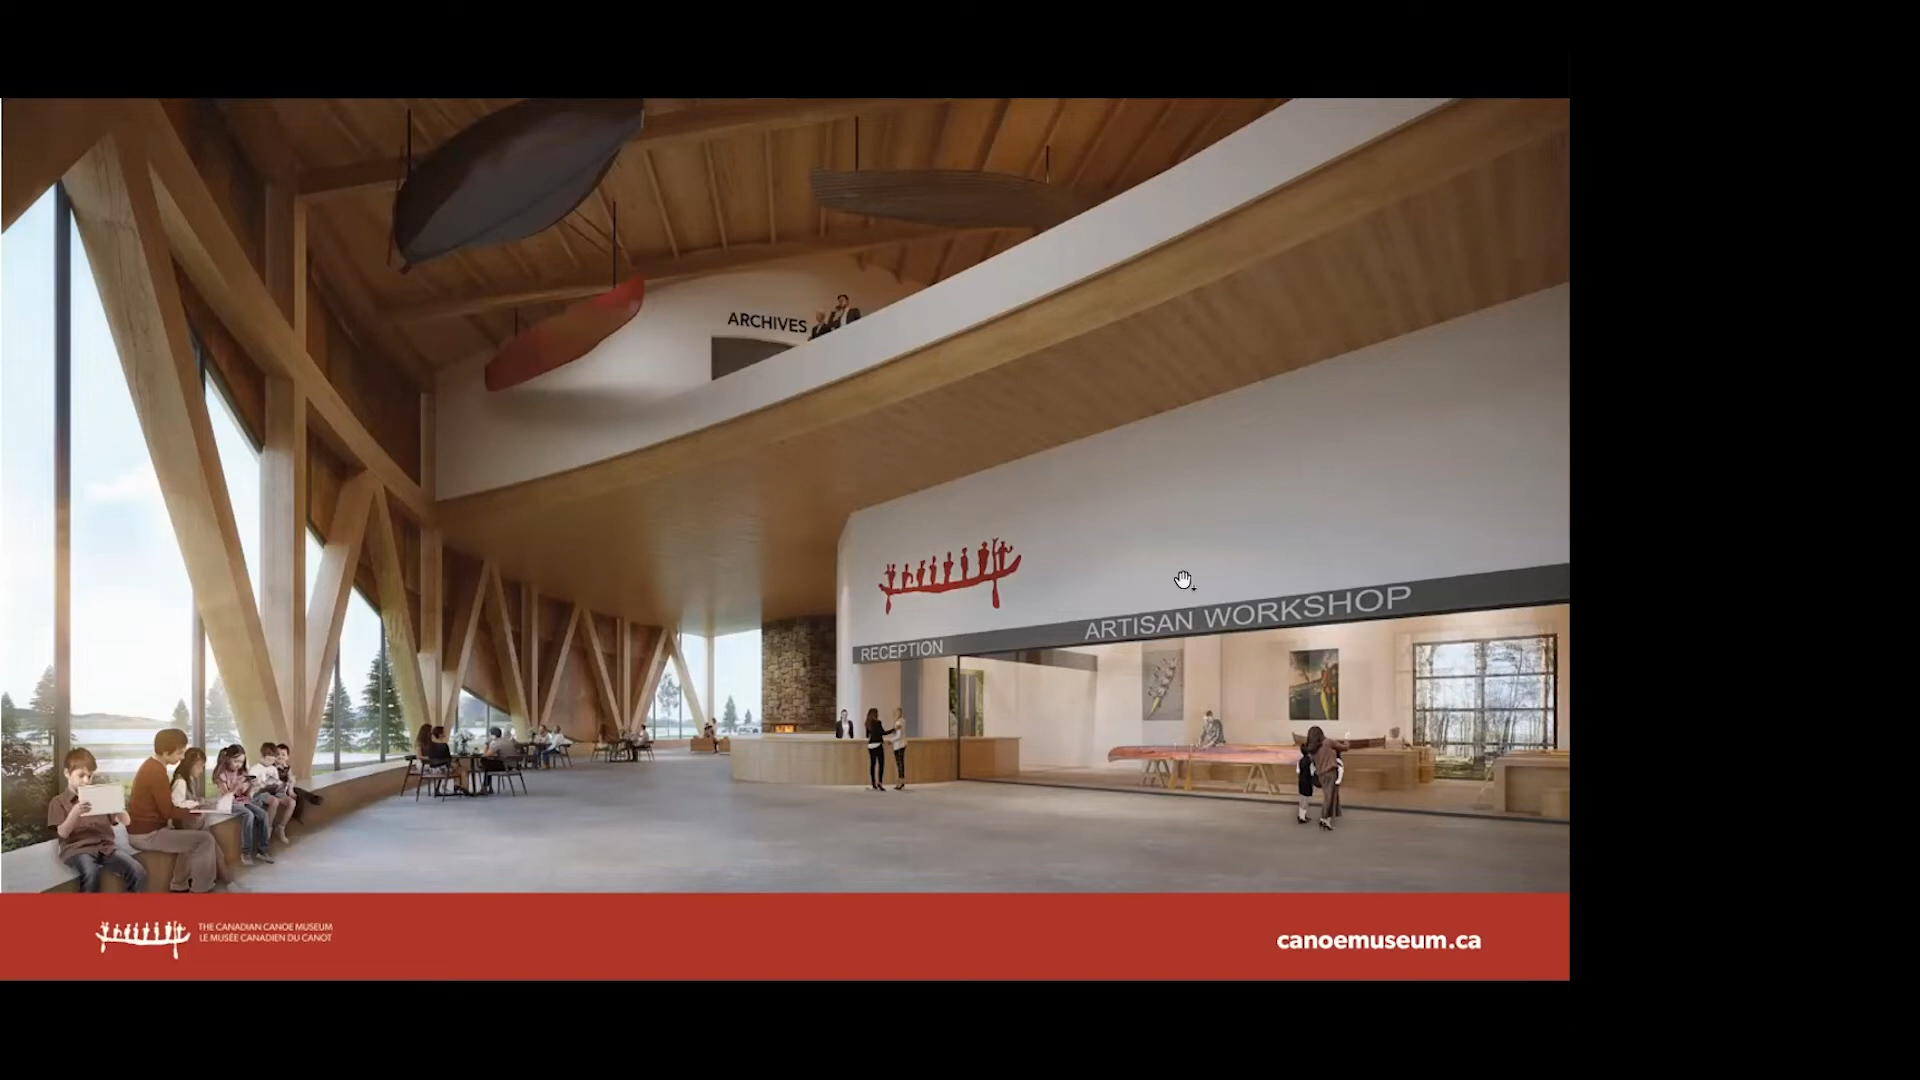 ARCHIVES
ARTISAN WORKSHOP
RECEPTION
THE CANADIAN CANOE MUSEUM
LE MUSÉE CANADIEN DU CANOT
canoemuseum.ca